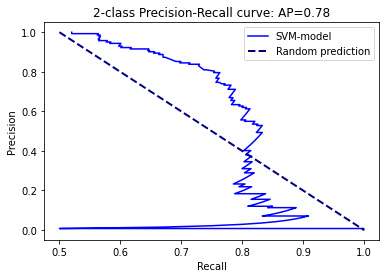 2-class Precision-Recall curve: AP=0.78
SVM-model
Random prediction
Precision
1.0
0.8
0.6
0.4
0.2
0.0
0.5 0.6 0.7 0.8 0.9 1.0
Recall